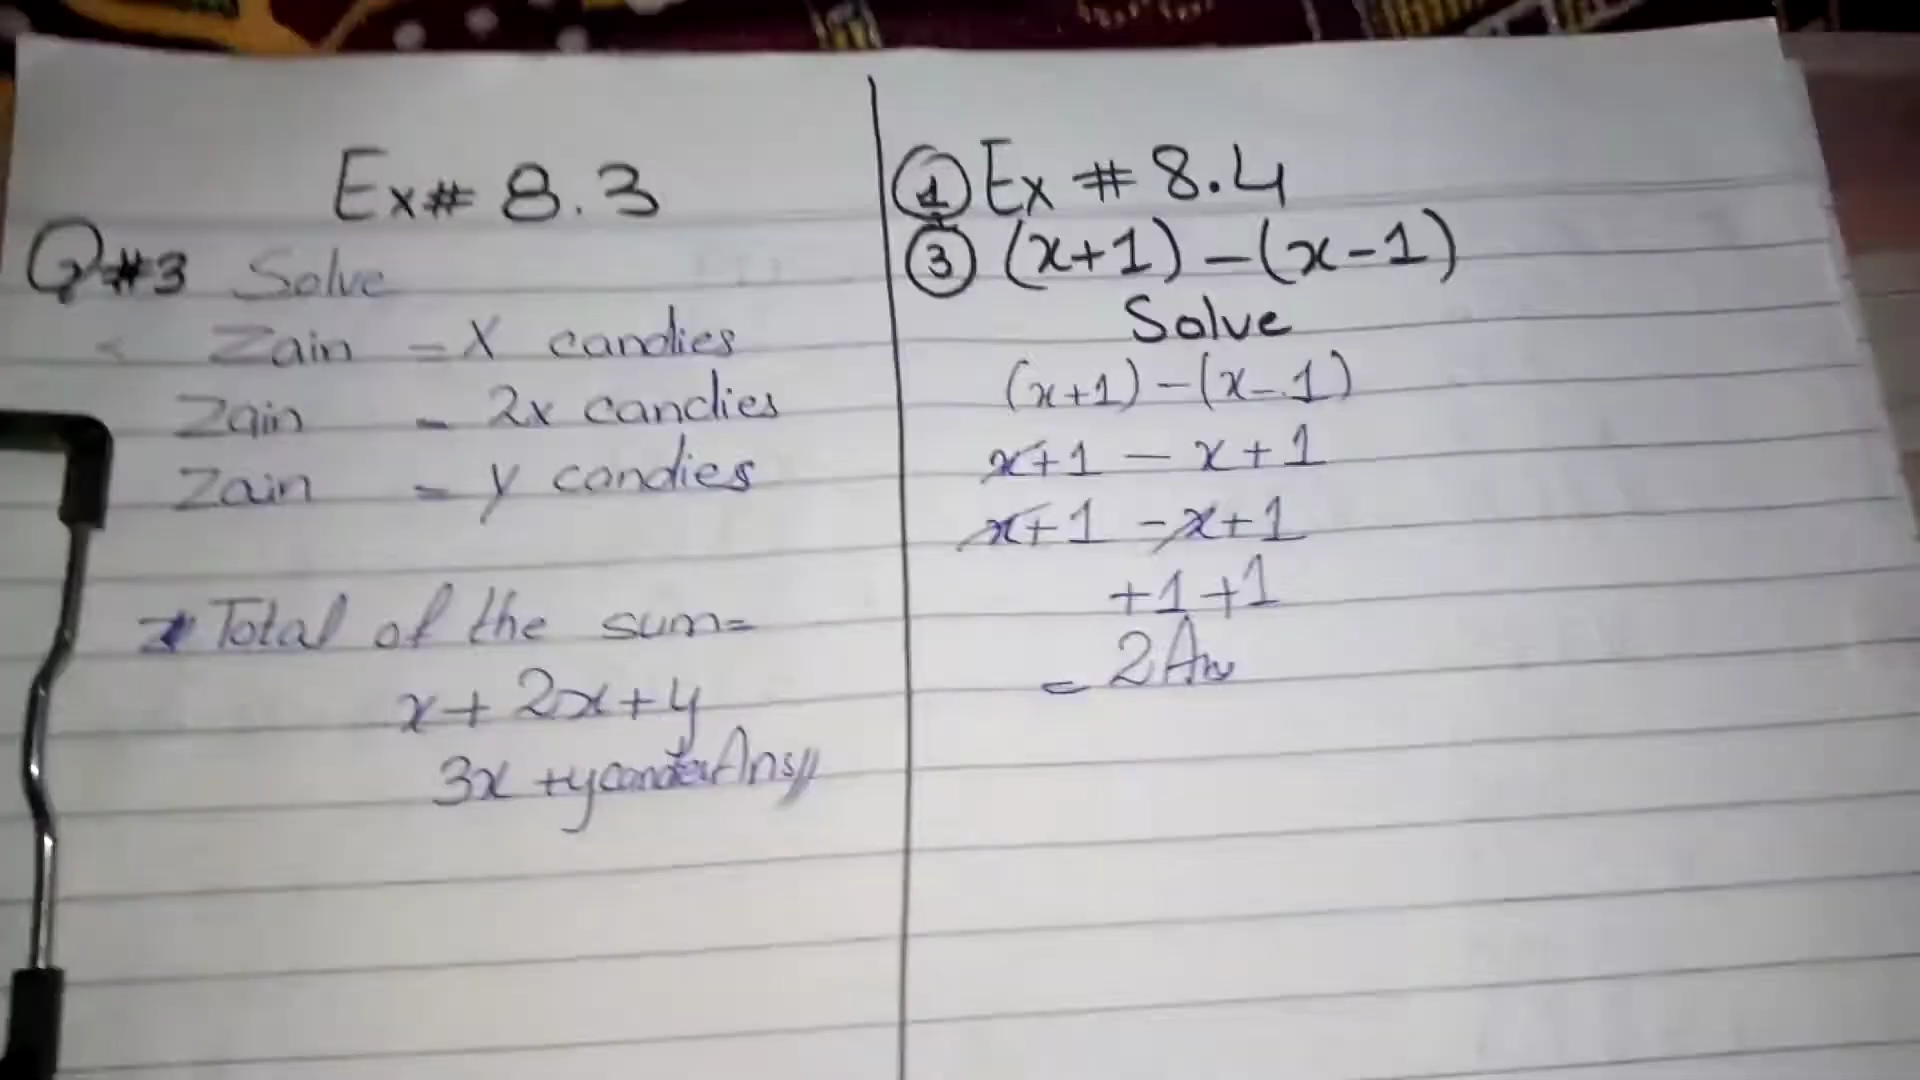 Ex# 8.3
Q#3 Solve
Zain = X candies
Zain = 2x candies
Zain = y candies
Total of the sum=
x + 2x + y
3x + y Ans
① Ex # 8.4
③ (x+1) - (x-1)
Solve
(x+1) - (x-1)
x+1 - x+1
x+1 - x+1
+1 +1
= 2 Ans